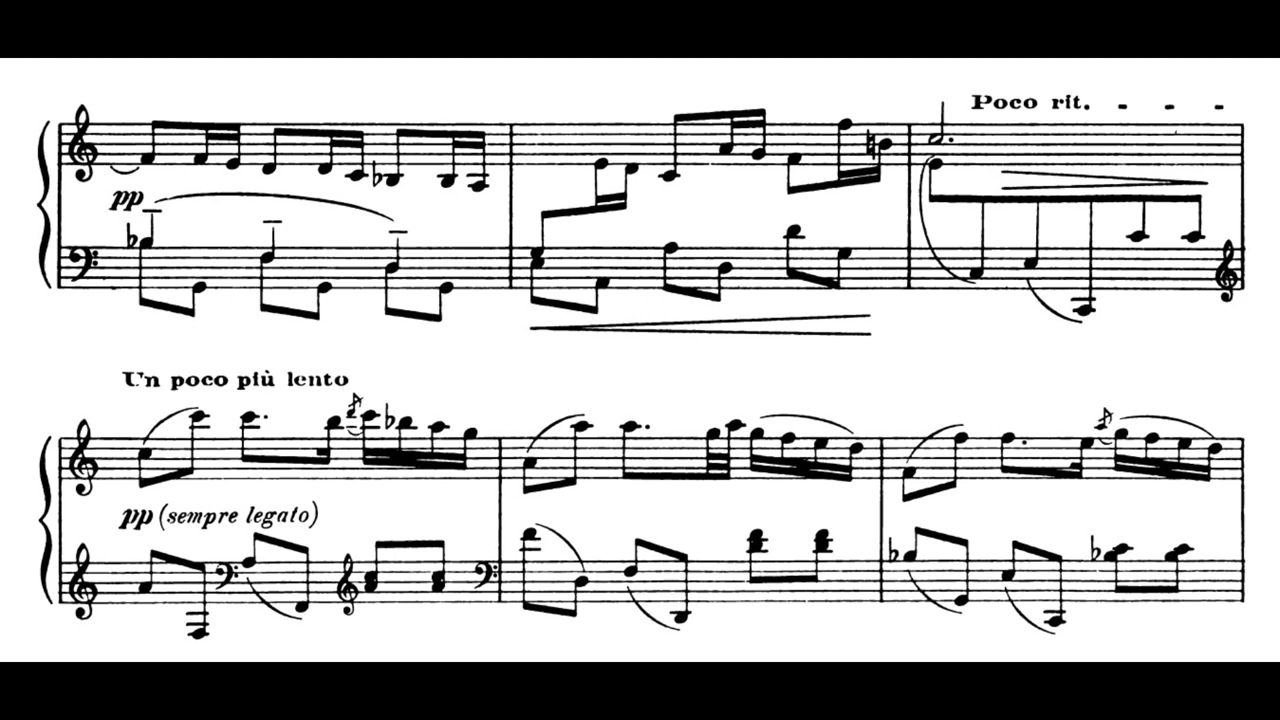 Poco rit. - - -
pp
Un poco più lento
pp (sempre legato)